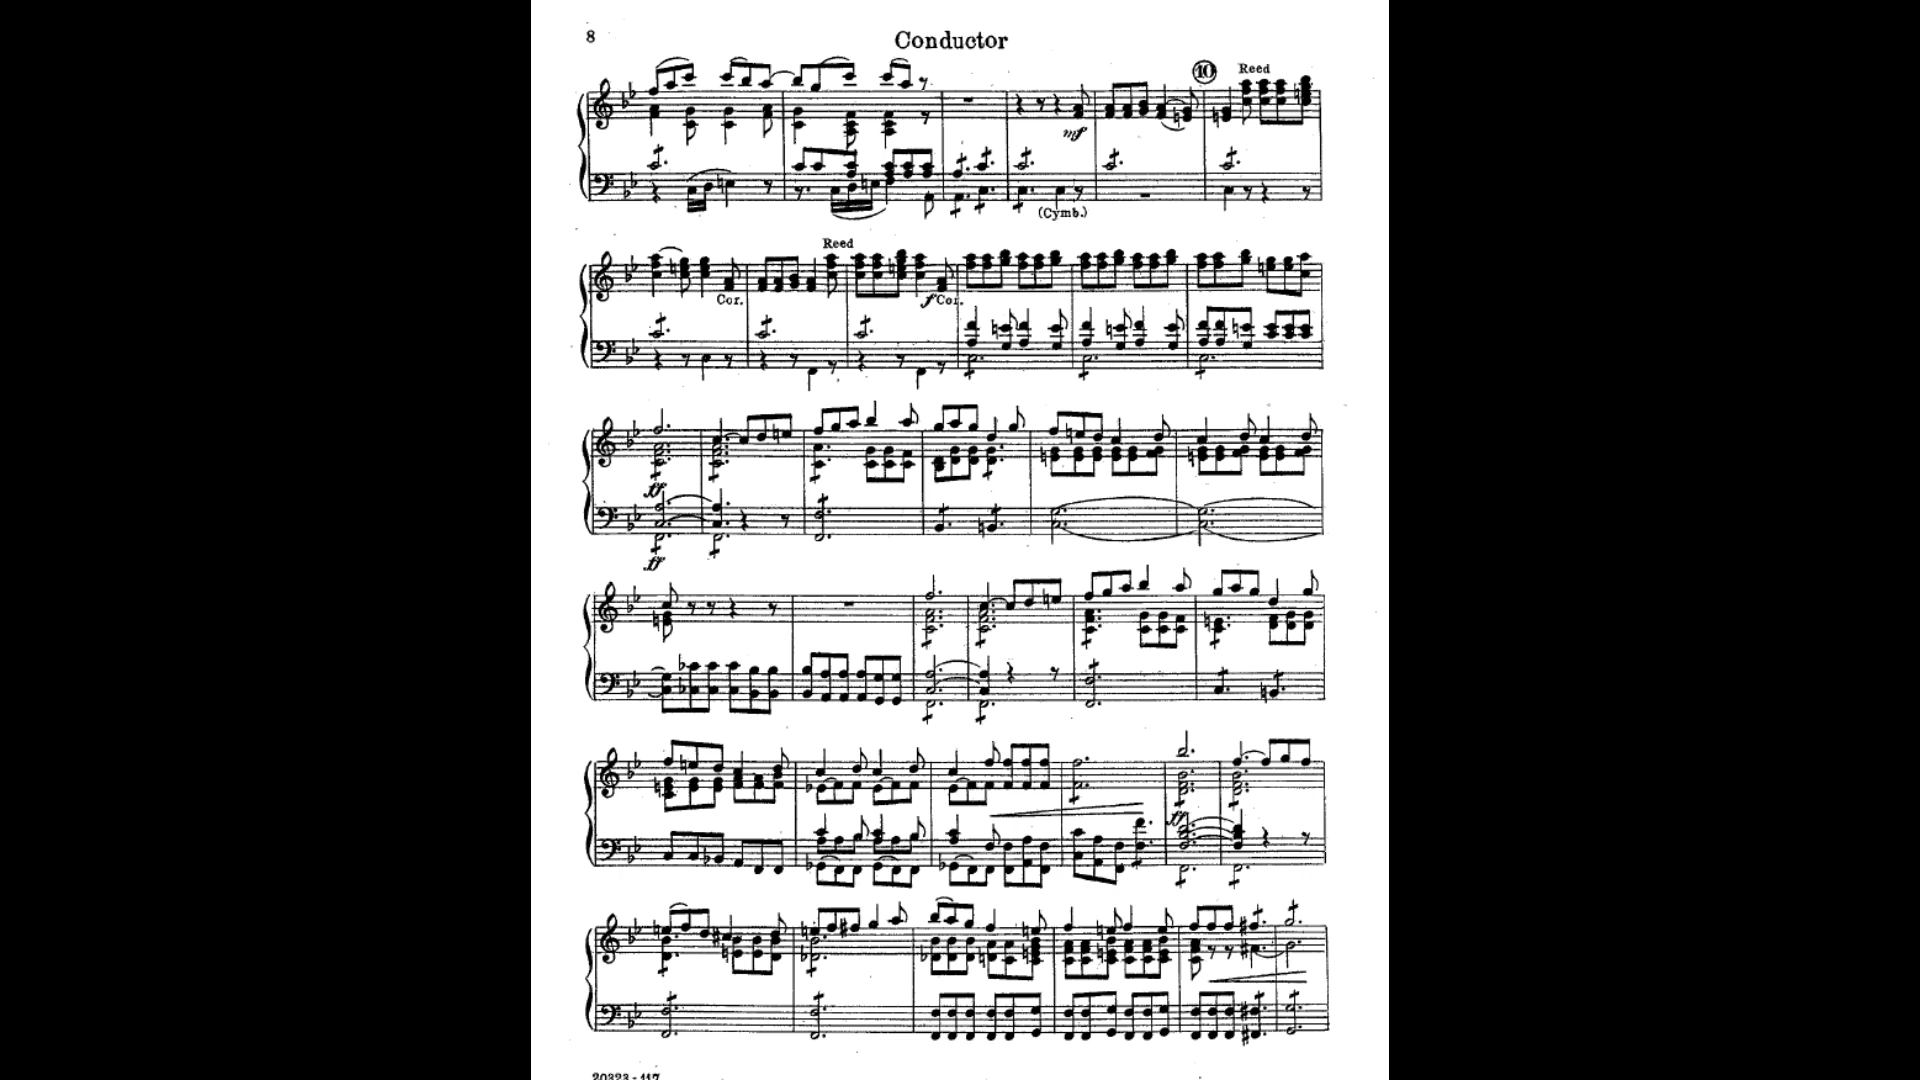 8
Conductor
10 Reed
mf
(Cymb.)
Reed
Cor.
f Cor.
ff
ff
ff
20323 - 117